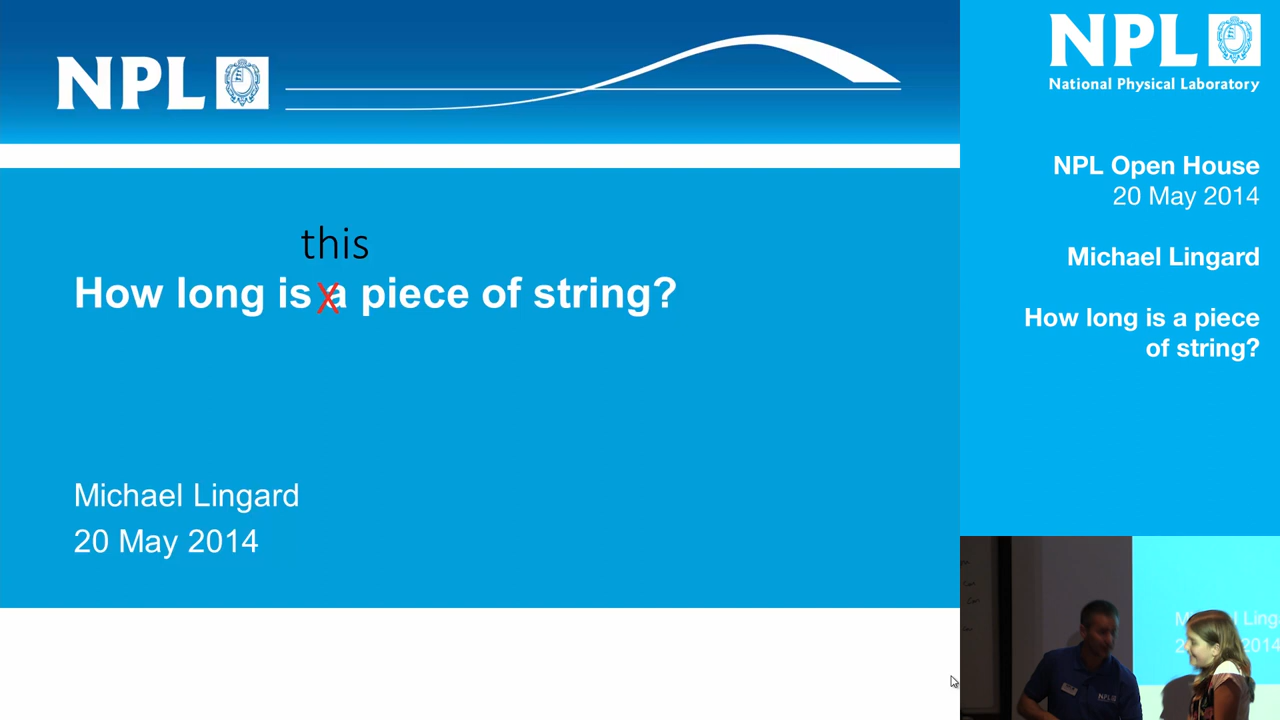 NPL
this
How long is a piece of string?
Michael Lingard
20 May 2014
NPL
National Physical Laboratory
NPL Open House
20 May 2014
Michael Lingard
How long is a piece
of string?
NPL